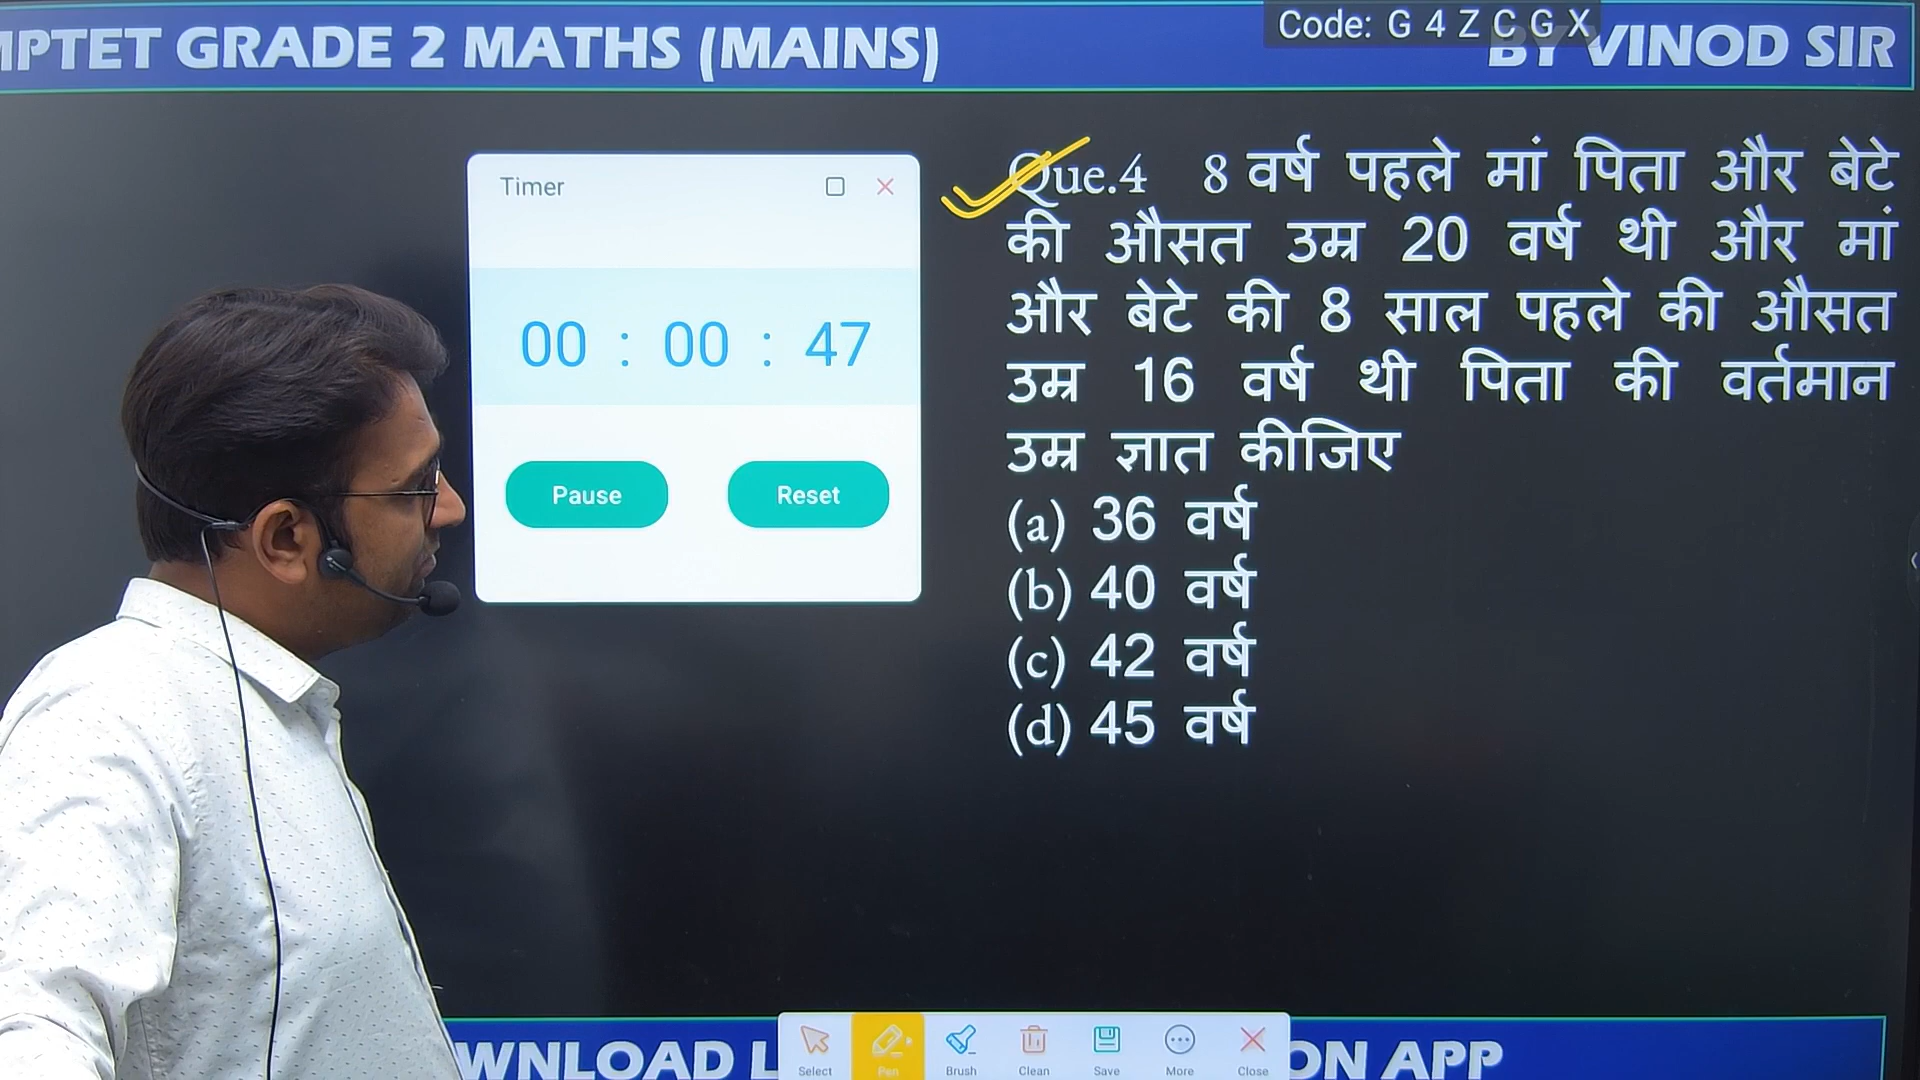 MPTET GRADE 2 MATHS (MAINS)
Code: G 4 Z C G X
BY VINOD SIR
Timer
00 : 00 : 47
Pause
Reset
Que.4 8 वर्ष पहले मां पिता और बेटे
की औसत उम्र 20 वर्ष थी और मां
और बेटे की 8 साल पहले की औसत
उम्र 16 वर्ष थी पिता की वर्तमान
उम्र ज्ञात कीजिए
(a) 36 वर्ष
(b) 40 वर्ष
(c) 42 वर्ष
(d) 45 वर्ष
WNLOAD L
ON APP
Select
Pen
Brush
Clean
Save
More
Close